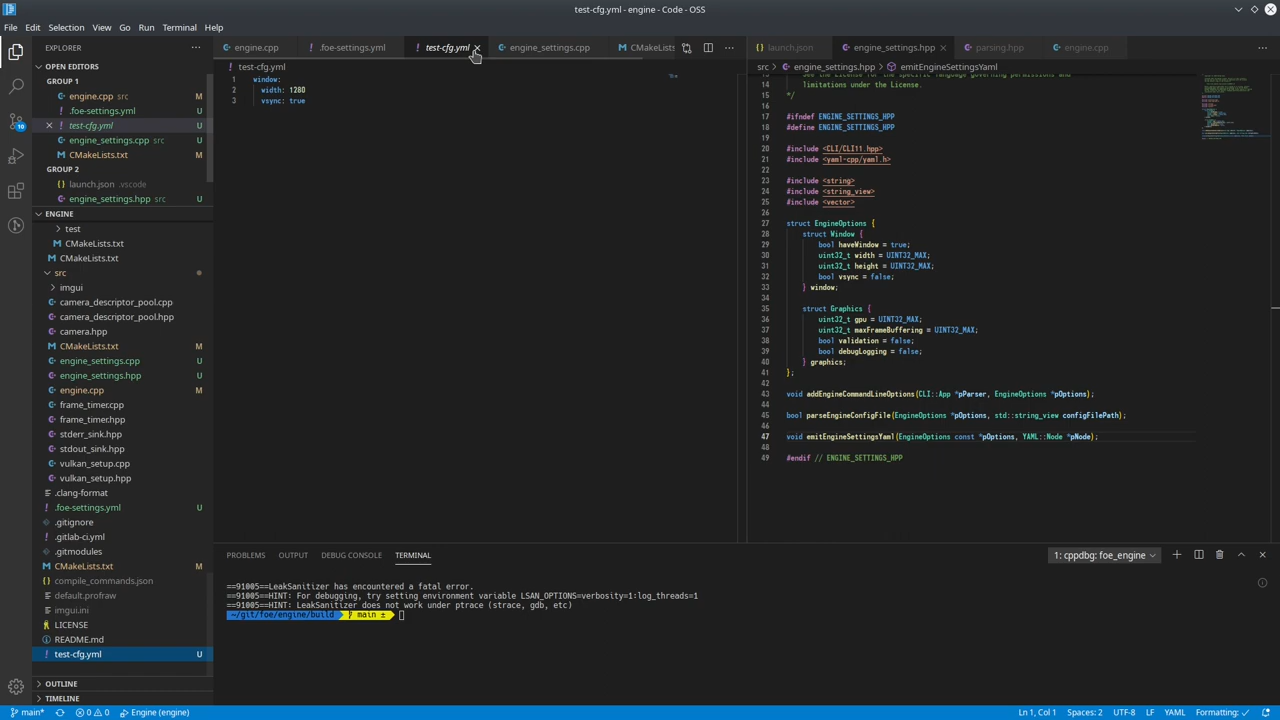 test-cfg.yml - engine - Code - OSS
File Edit Selection View Go Run Terminal Help
EXPLORER
OPEN EDITORS
GROUP 1
engine.cpp src M
.foe-settings.yml U
test-cfg.yml U
engine_settings.cpp src U
CMakeLists.txt M
GROUP 2
launch.json .vscode
engine_settings.hpp src U
ENGINE
test
CMakeLists.txt
CMakeLists.txt
src
imgui
camera_descriptor_pool.cpp
camera_descriptor_pool.hpp
camera.hpp
CMakeLists.txt M
engine_settings.cpp U
engine_settings.hpp U
engine.cpp M
frame_timer.cpp
frame_timer.hpp
stderr_sink.hpp
stdout_sink.hpp
vulkan_setup.cpp
vulkan_setup.hpp
.clang-format
.foe-settings.yml U
.gitignore
.gitlab-ci.yml
.gitmodules
CMakeLists.txt M
compile_commands.json
default.profraw
imgui.ini
LICENSE
README.md
test-cfg.yml U
OUTLINE
TIMELINE
10
engine.cpp .foe-settings.yml test-cfg.yml engine_settings.cpp CMakeLists
test-cfg.yml
1 window:
2 width: 1280
3 vsync: true
launch.json engine_settings.hpp parsing.hpp engine.cpp
src > engine_settings.hpp > emitEngineSettingsYaml
13 See the License for the specific language governing permissions and
14 limitations under the License.
15 */
16
17 #ifndef ENGINE_SETTINGS_HPP
18 #define ENGINE_SETTINGS_HPP
19
20 #include <CLI/CLI11.hpp>
21 #include <yaml-cpp/yaml.h>
22
23 #include <string>
24 #include <string_view>
25 #include <vector>
26
27 struct EngineOptions {
28 struct Window {
29 bool haveWindow = true;
30 uint32_t width = UINT32_MAX;
31 uint32_t height = UINT32_MAX;
32 bool vsync = false;
33 } window;
34
35 struct Graphics {
36 uint32_t gpu = UINT32_MAX;
37 uint32_t maxFrameBuffering = UINT32_MAX;
38 bool validation = false;
39 bool debugLogging = false;
40 } graphics;
41 };
42
43 void addEngineCommandLineOptions(CLI::App *pParser, EngineOptions *pOptions);
44
45 bool parseEngineConfigFile(EngineOptions *pOptions, std::string_view configFilePath);
46
47 void emitEngineSettingsYaml(EngineOptions const *pOptions, YAML::Node *pNode);
48
49 #endif // ENGINE_SETTINGS_HPP
PROBLEMS OUTPUT DEBUG CONSOLE TERMINAL 1: cppdbg: foe_engine
==91005==LeakSanitizer has encountered a fatal error.
==91005==HINT: For debugging, try setting environment variable LSAN_OPTIONS=verbosity=1:log_threads=1
==91005==HINT: LeakSanitizer does not work under ptrace (strace, gdb, etc)
~/git/foe/engine/build main ±
main* 0 0 Engine (engine) Ln 1, Col 1 Spaces: 2 UTF-8 LF YAML Formatting: ✓